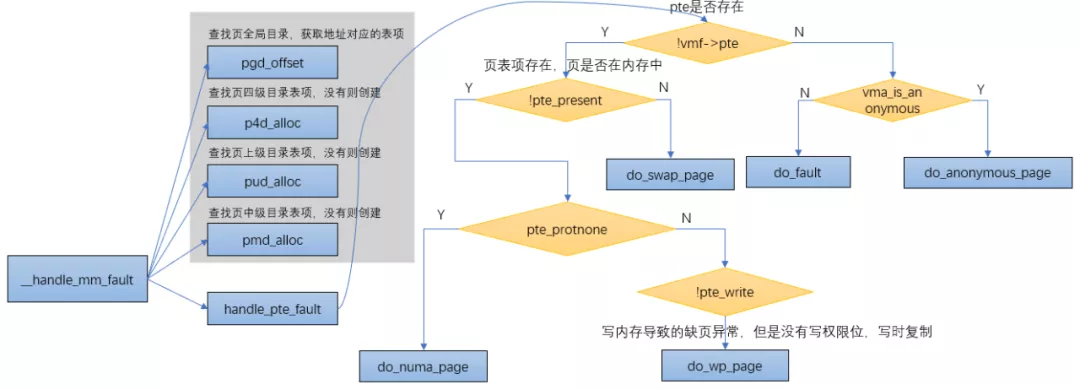 查找页全局目录，获取地址对应的表项
pgd_offset
查找页四级目录表项，没有则创建
p4d_alloc
查找页上级目录表项，没有则创建
pud_alloc
查找页中级目录表项，没有则创建
pmd_alloc
__handle_mm_fault
handle_pte_fault
pte是否存在
!vmf->pte
Y
N
页表项存在，页是否在内存中
!pte_present
Y
N
vma_is_an
onymous
N
Y
do_swap_page
do_fault
do_anonymous_page
pte_protnone
Y
N
!pte_write
写内存导致的缺页异常，但是没有写权限位，写时复制
do_numa_page
do_wp_page